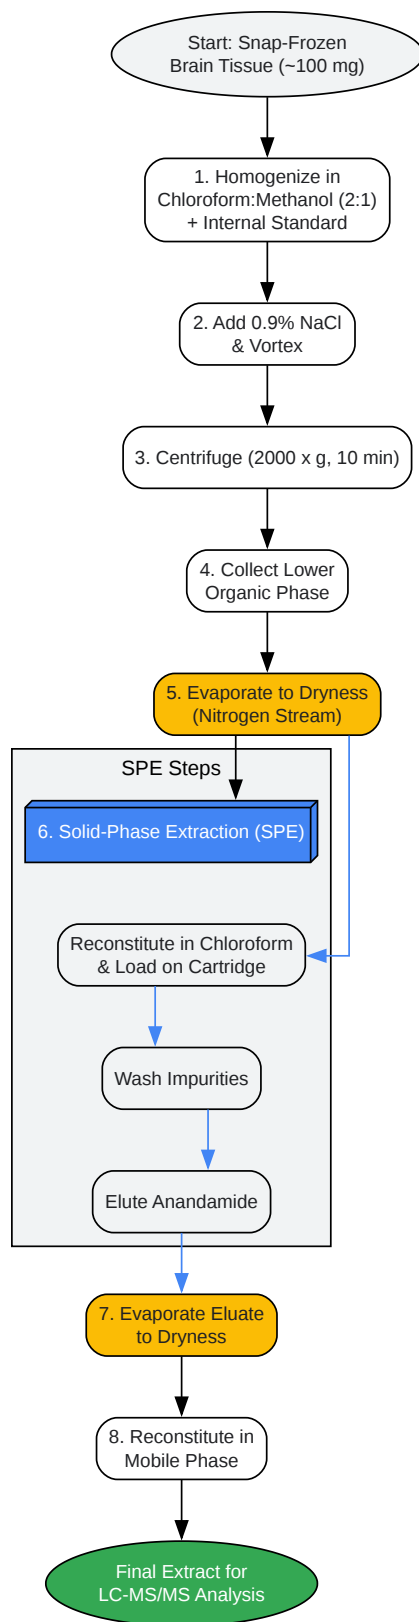 Start: Snap-Frozen
Brain Tissue (~100 mg)
1. Homogenize in
Chloroform:Methanol (2:1)
+ Internal Standard
2. Add 0.9% NaCl
& Vortex
3. Centrifuge (2000 x g, 10 min)
4. Collect Lower
Organic Phase
5. Evaporate to Dryness
(Nitrogen Stream)
SPE Steps
6. Solid-Phase Extraction (SPE)
Reconstitute in Chloroform
& Load on Cartridge
Wash Impurities
Elute Anandamide
7. Evaporate Eluate
to Dryness
8. Reconstitute in
Mobile Phase
Final Extract for
LC-MS/MS Analysis